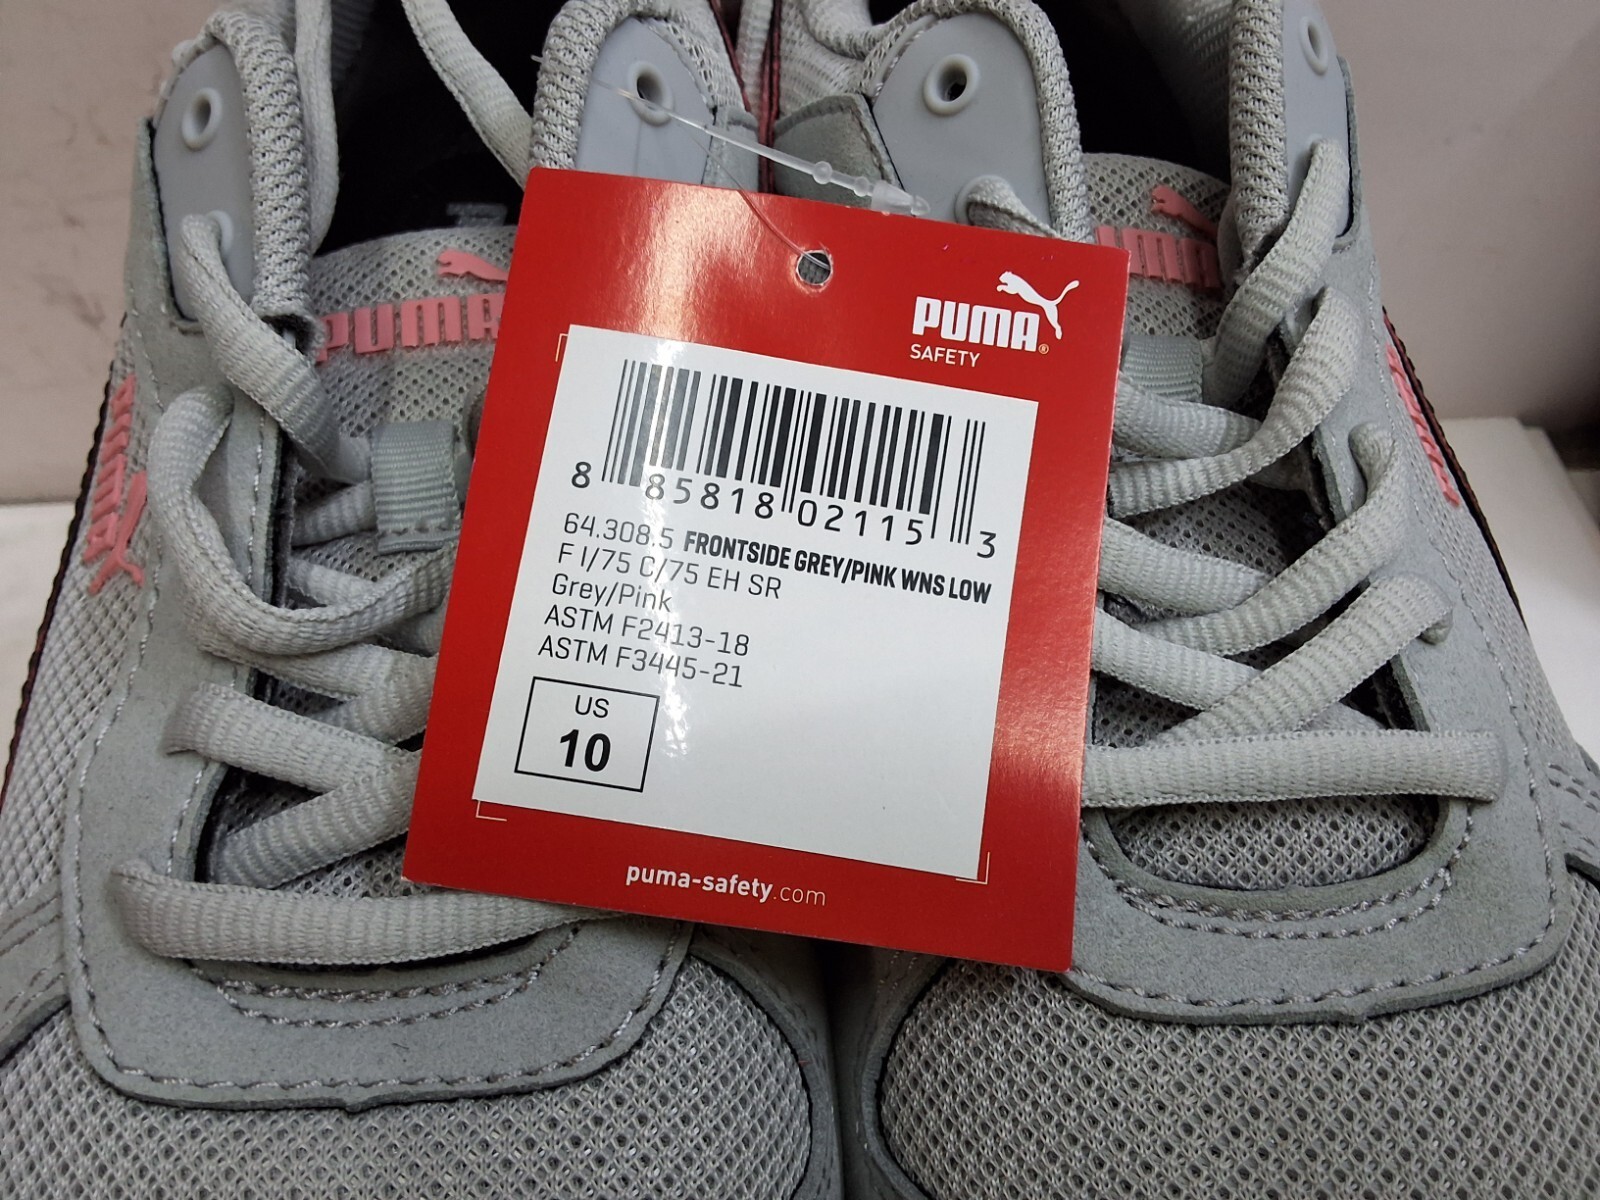 PUMA
PUMA
PUMA
PUMA
PUMA
SAFETY
8 85818 02115 3
64.308.5 FRONTSIDE GREY/PINK WNS LOW
F I/75 C/75 EH SR
Grey/Pink
ASTM F2413-18
ASTM F3445-21
US
10
puma-safety.com